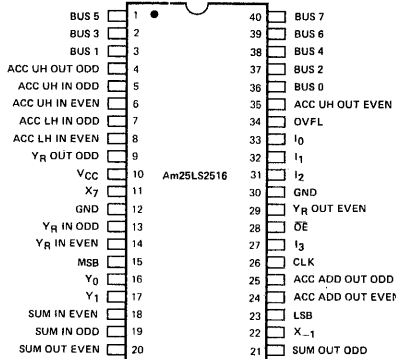 BUS 5 1 40 BUS 7
BUS 3 2 39 BUS 6
BUS 1 3 38 BUS 4
ACC UH OUT ODD 4 37 BUS 2
ACC UH IN ODD 5 36 BUS 0
ACC UH IN EVEN 6 35 ACC UH OUT EVEN
ACC LH IN ODD 7 34 OVFL
ACC LH IN EVEN 8 33 I0
YR OUT ODD 9 32 I1
VCC 10 Am25LS2516 31 I2
X7 11 30 GND
GND 12 29 YR OUT EVEN
YR IN ODD 13 28 OE
YR IN EVEN 14 27 I3
MSB 15 26 CLK
Y0 16 25 ACC ADD OUT ODD
Y1 17 24 ACC ADD OUT EVEN
SUM IN EVEN 18 23 LSB
SUM IN ODD 19 22 X–1
SUM OUT EVEN 20 21 SUM OUT ODD